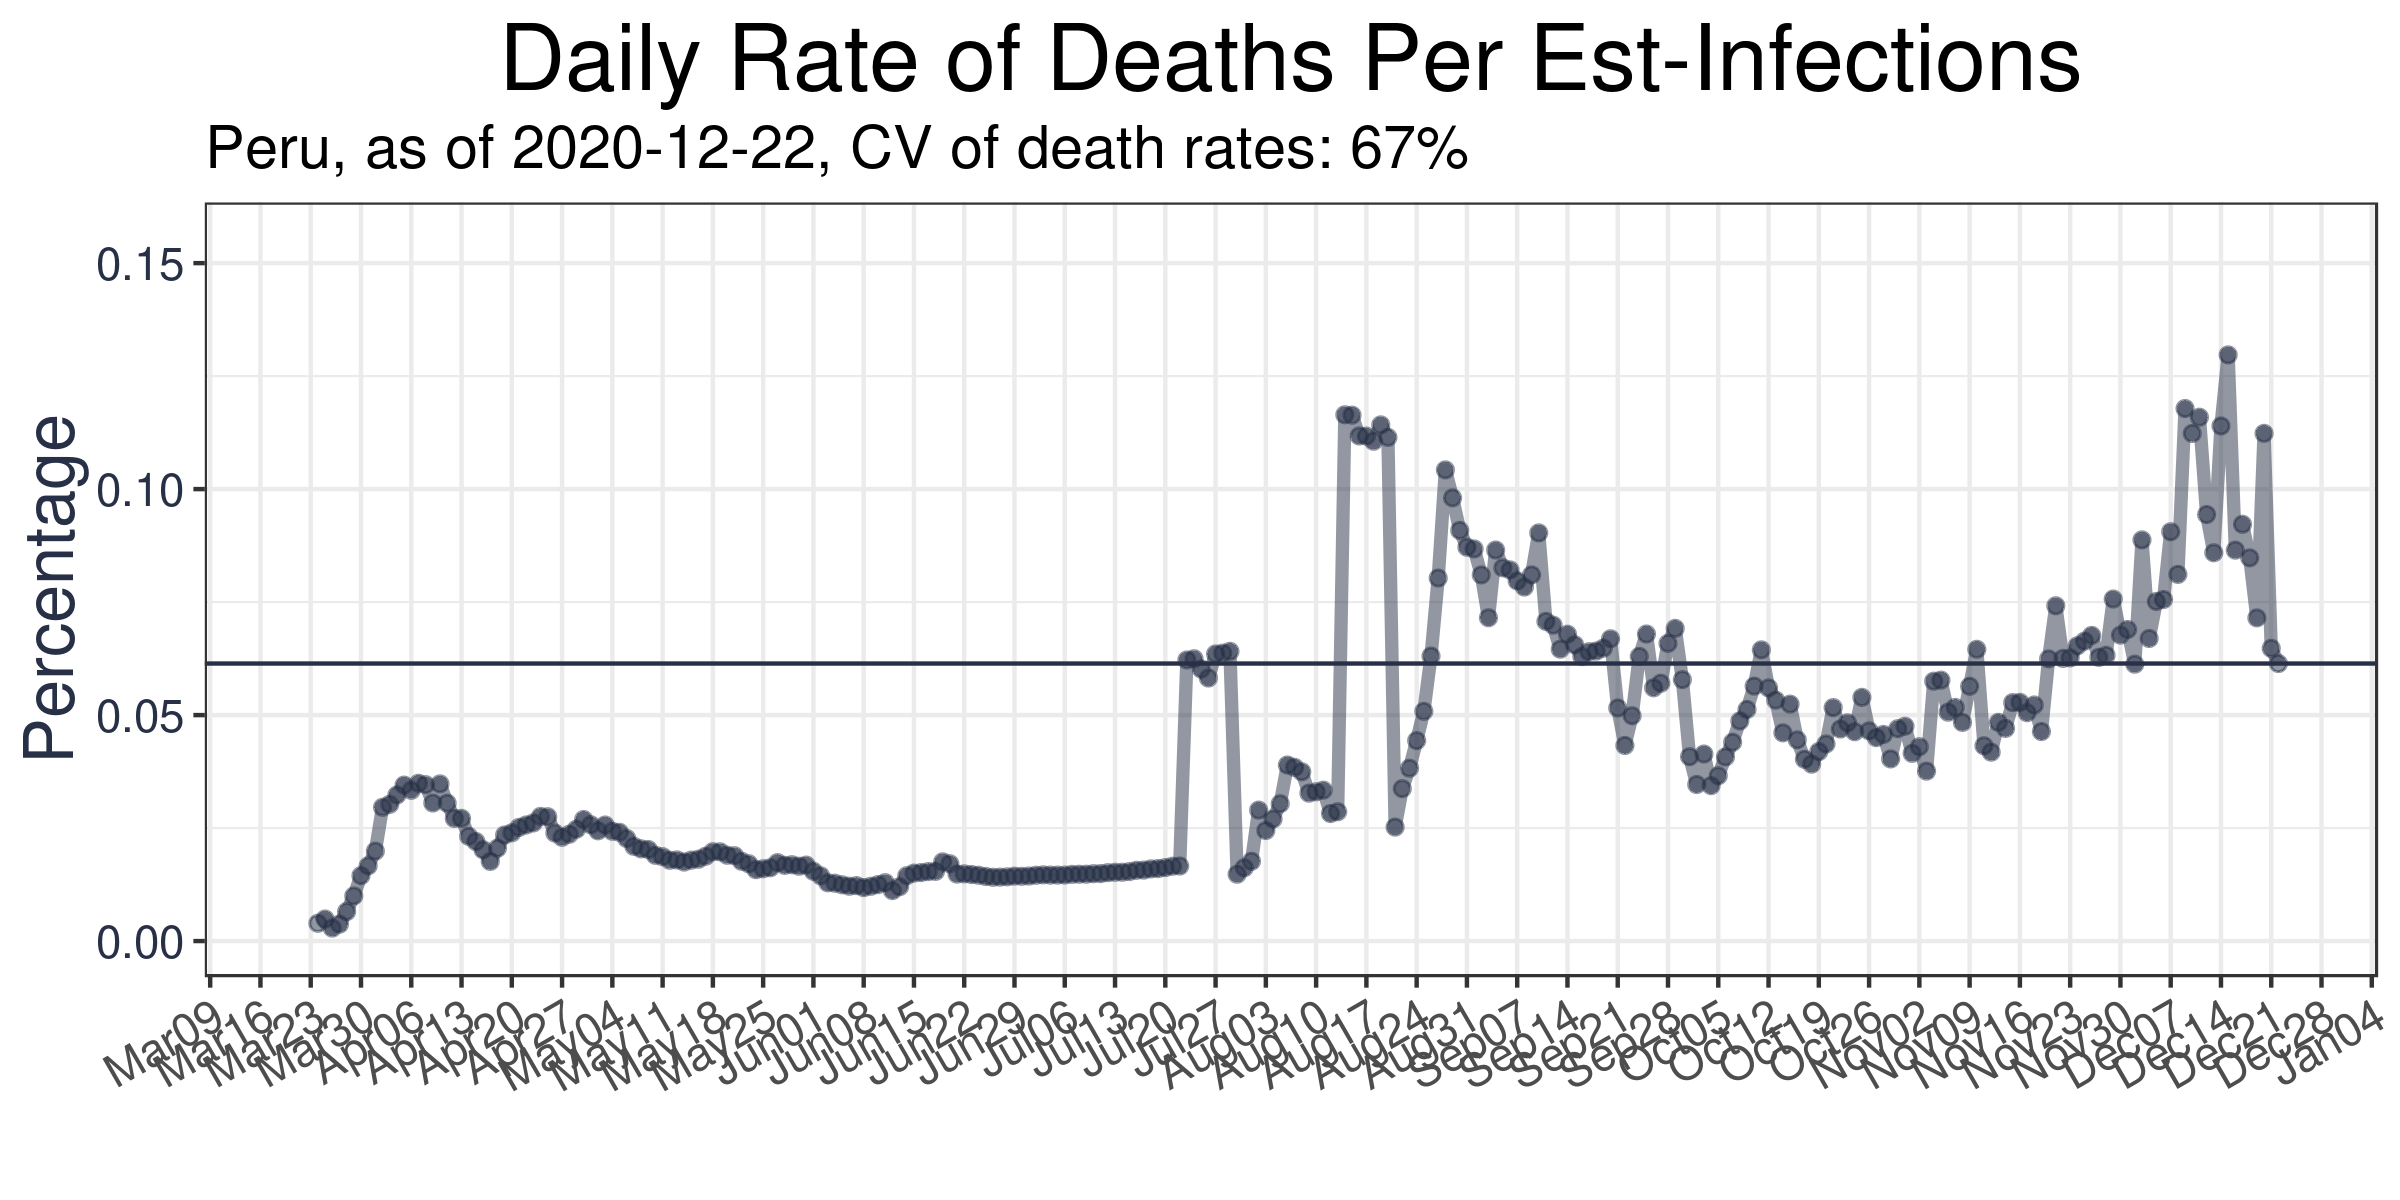 Daily Rate of Deaths Per Est-Infections
Peru, as of 2020-12-22, CV of death rates: 67%
Percentage
0.15
0.10
0.05
0.00
Mar09
Mar16
Mar23
Mar30
Apr06
Apr13
Apr20
Apr27
May04
May11
May18
May25
Jun01
Jun08
Jun15
Jun22
Jun29
Jul06
Jul13
Jul20
Jul27
Aug03
Aug10
Aug17
Aug24
Aug31
Sep07
Sep14
Sep21
Sep28
Oct05
Oct12
Oct19
Oct26
Nov02
Nov09
Nov16
Nov23
Nov30
Dec07
Dec14
Dec21
Dec28
Jan04